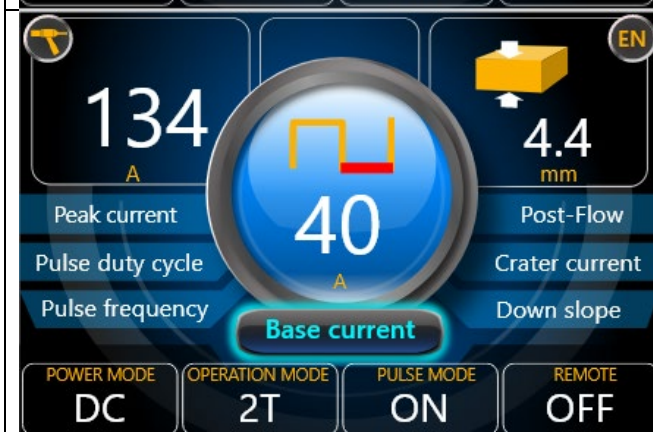 EN
134
A
4.4
mm
40
A
Peak current
Pulse duty cycle
Pulse frequency
Post-Flow
Crater current
Down slope
Base current
POWER MODE
DC
OPERATION MODE
2T
PULSE MODE
ON
REMOTE
OFF